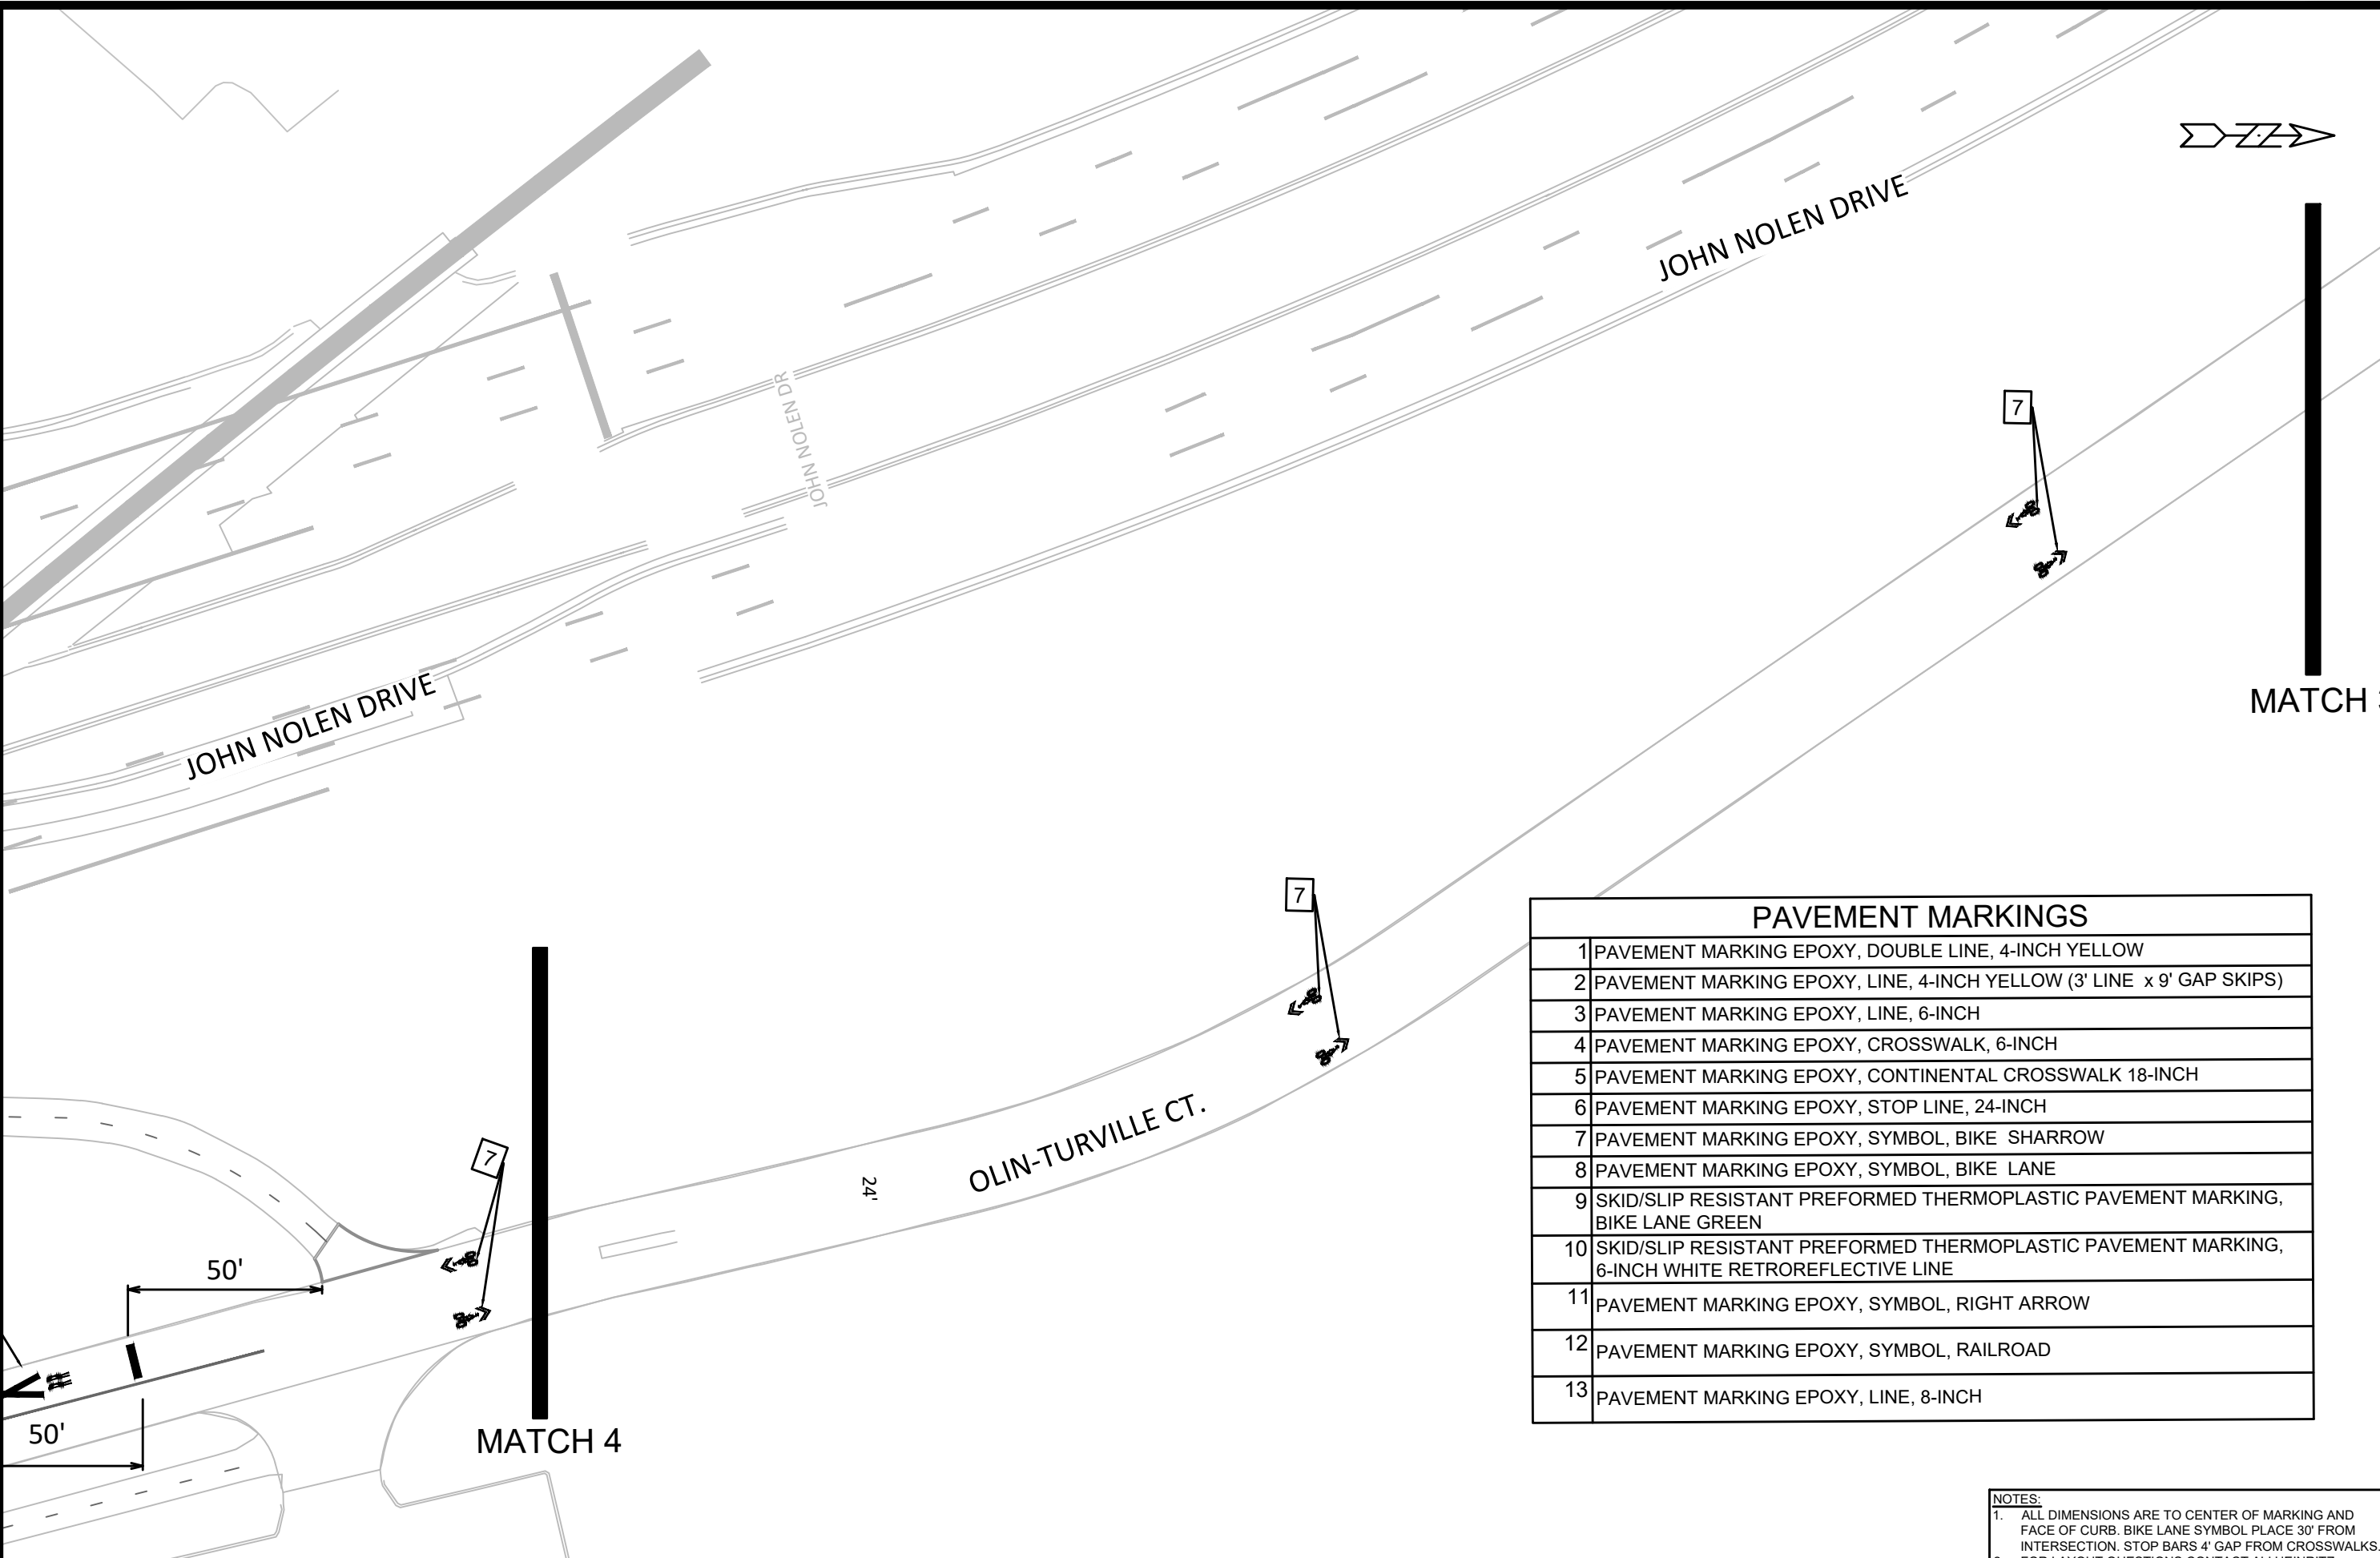 JOHN NOLEN DRIVE
JOHN NOLEN DR
JOHN NOLEN DRIVE
7
MATCH
7
7
24'
OLIN-TURVILLE CT.
50'
50'
MATCH 4
PAVEMENT MARKINGS
1 PAVEMENT MARKING EPOXY, DOUBLE LINE, 4-INCH YELLOW
2 PAVEMENT MARKING EPOXY, LINE, 4-INCH YELLOW (3' LINE x 9' GAP SKIPS)
3 PAVEMENT MARKING EPOXY, LINE, 6-INCH
4 PAVEMENT MARKING EPOXY, CROSSWALK, 6-INCH
5 PAVEMENT MARKING EPOXY, CONTINENTAL CROSSWALK 18-INCH
6 PAVEMENT MARKING EPOXY, STOP LINE, 24-INCH
7 PAVEMENT MARKING EPOXY, SYMBOL, BIKE SHARROW
8 PAVEMENT MARKING EPOXY, SYMBOL, BIKE LANE
9 SKID/SLIP RESISTANT PREFORMED THERMOPLASTIC PAVEMENT MARKING,
BIKE LANE GREEN
10 SKID/SLIP RESISTANT PREFORMED THERMOPLASTIC PAVEMENT MARKING,
6-INCH WHITE RETROREFLECTIVE LINE
11 PAVEMENT MARKING EPOXY, SYMBOL, RIGHT ARROW
12 PAVEMENT MARKING EPOXY, SYMBOL, RAILROAD
13 PAVEMENT MARKING EPOXY, LINE, 8-INCH
NOTES:
1. ALL DIMENSIONS ARE TO CENTER OF MARKING AND
FACE OF CURB. BIKE LANE SYMBOL PLACE 30' FROM
INTERSECTION. STOP BARS 4' GAP FROM CROSSWALKS